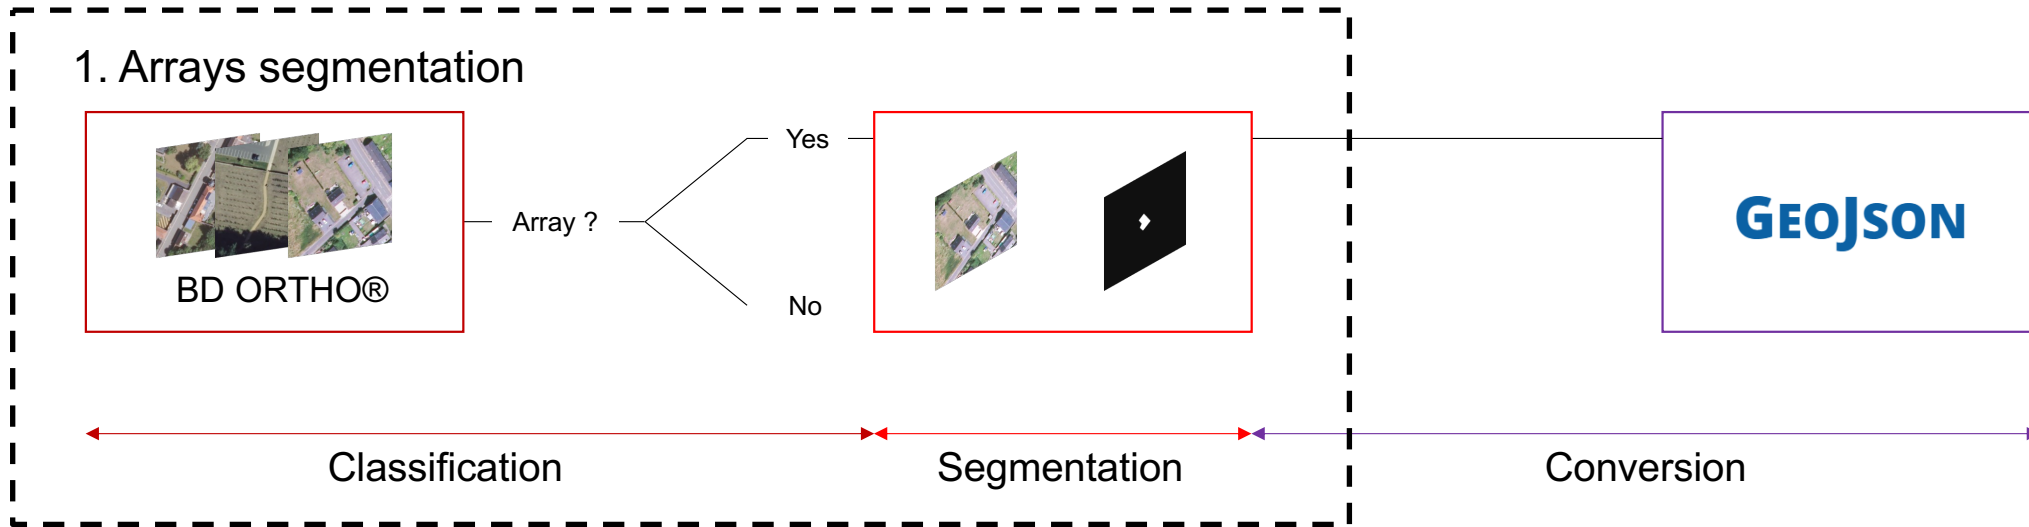 1. Arrays segmentation
BD ORTHO®
Array ?
Yes
No
GEOJSON
Classification
Segmentation
Conversion